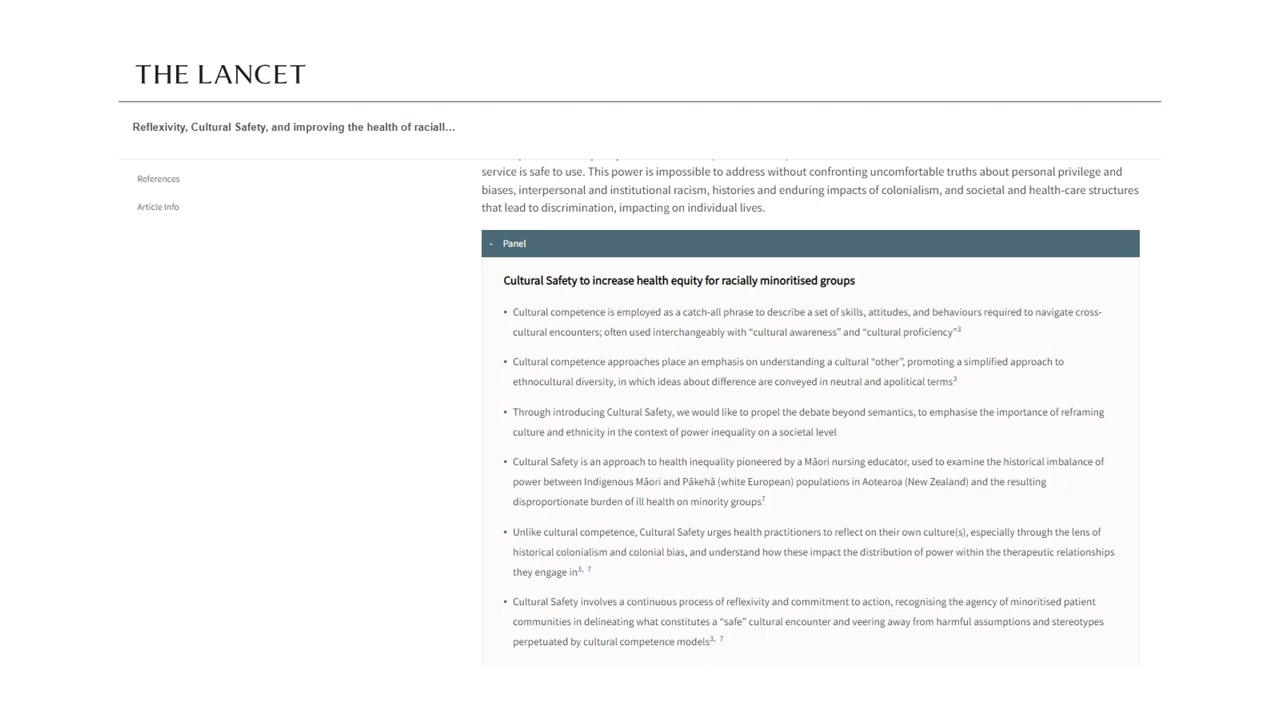 THE LANCET
Reflexivity, Cultural Safety, and improving the health of raciall...
References
Article Info
service is safe to use. This power is impossible to address without confronting uncomfortable truths about personal privilege and
biases, interpersonal and institutional racism, histories and enduring impacts of colonialism, and societal and health-care structures
that lead to discrimination, impacting on individual lives.
- Panel
Cultural Safety to increase health equity for racially minoritised groups
• Cultural competence is employed as a catch-all phrase to describe a set of skills, attitudes, and behaviours required to navigate cross-
cultural encounters; often used interchangeably with “cultural awareness” and “cultural proficiency”3
• Cultural competence approaches place an emphasis on understanding a cultural “other”, promoting a simplified approach to
ethnocultural diversity, in which ideas about difference are conveyed in neutral and apolitical terms3
• Through introducing Cultural Safety, we would like to propel the debate beyond semantics, to emphasise the importance of reframing
culture and ethnicity in the context of power inequality on a societal level
• Cultural Safety is an approach to health inequality pioneered by a Māori nursing educator, used to examine the historical imbalance of
power between Indigenous Māori and Pākehā (white European) populations in Aotearoa (New Zealand) and the resulting
disproportionate burden of ill health on minority groups7
• Unlike cultural competence, Cultural Safety urges health practitioners to reflect on their own culture(s), especially through the lens of
historical colonialism and colonial bias, and understand how these impact the distribution of power within the therapeutic relationships
they engage in3, 7
• Cultural Safety involves a continuous process of reflexivity and commitment to action, recognising the agency of minoritised patient
communities in delineating what constitutes a “safe” cultural encounter and veering away from harmful assumptions and stereotypes
perpetuated by cultural competence models3, 7